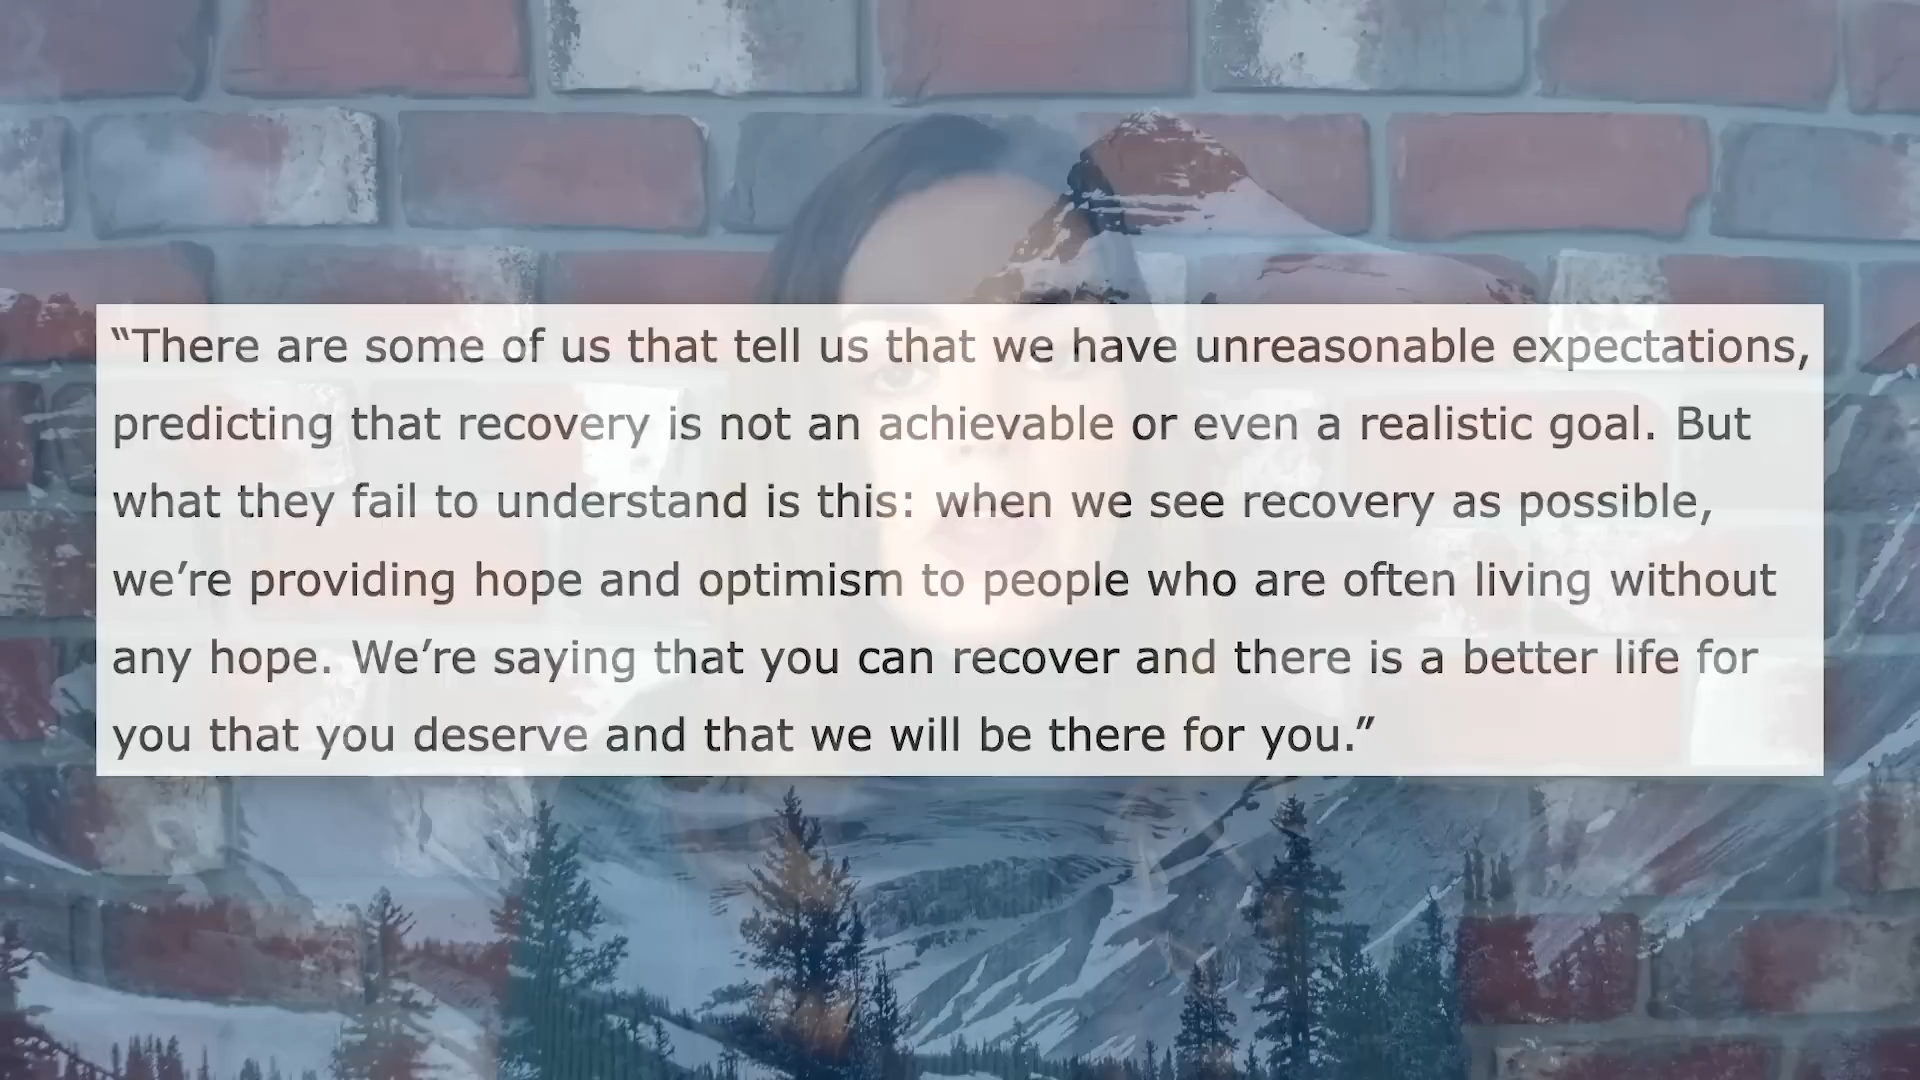 “There are some of us that tell us that we have unreasonable expectations,
predicting that recovery is not an achievable or even a realistic goal. But
what they fail to understand is this: when we see recovery as possible,
we’re providing hope and optimism to people who are often living without
any hope. We’re saying that you can recover and there is a better life for
you that you deserve and that we will be there for you.”